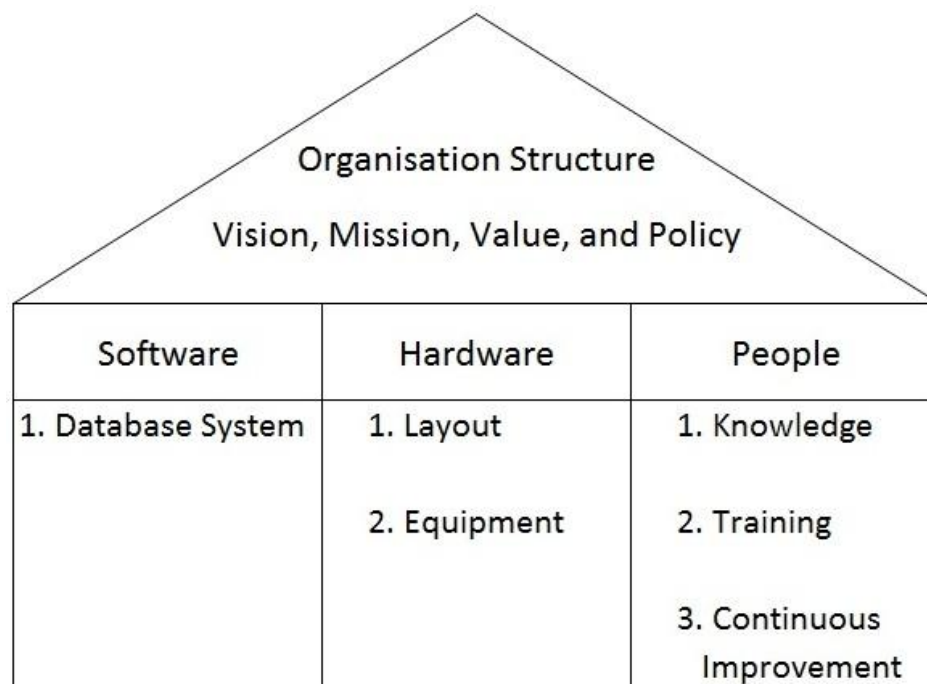 Organisation Structure
Vision, Mission, Value, and Policy
Software
Hardware
People
1. Database System
1. Layout
2. Equipment
1. Knowledge
2. Training
3. Continuous
Improvement